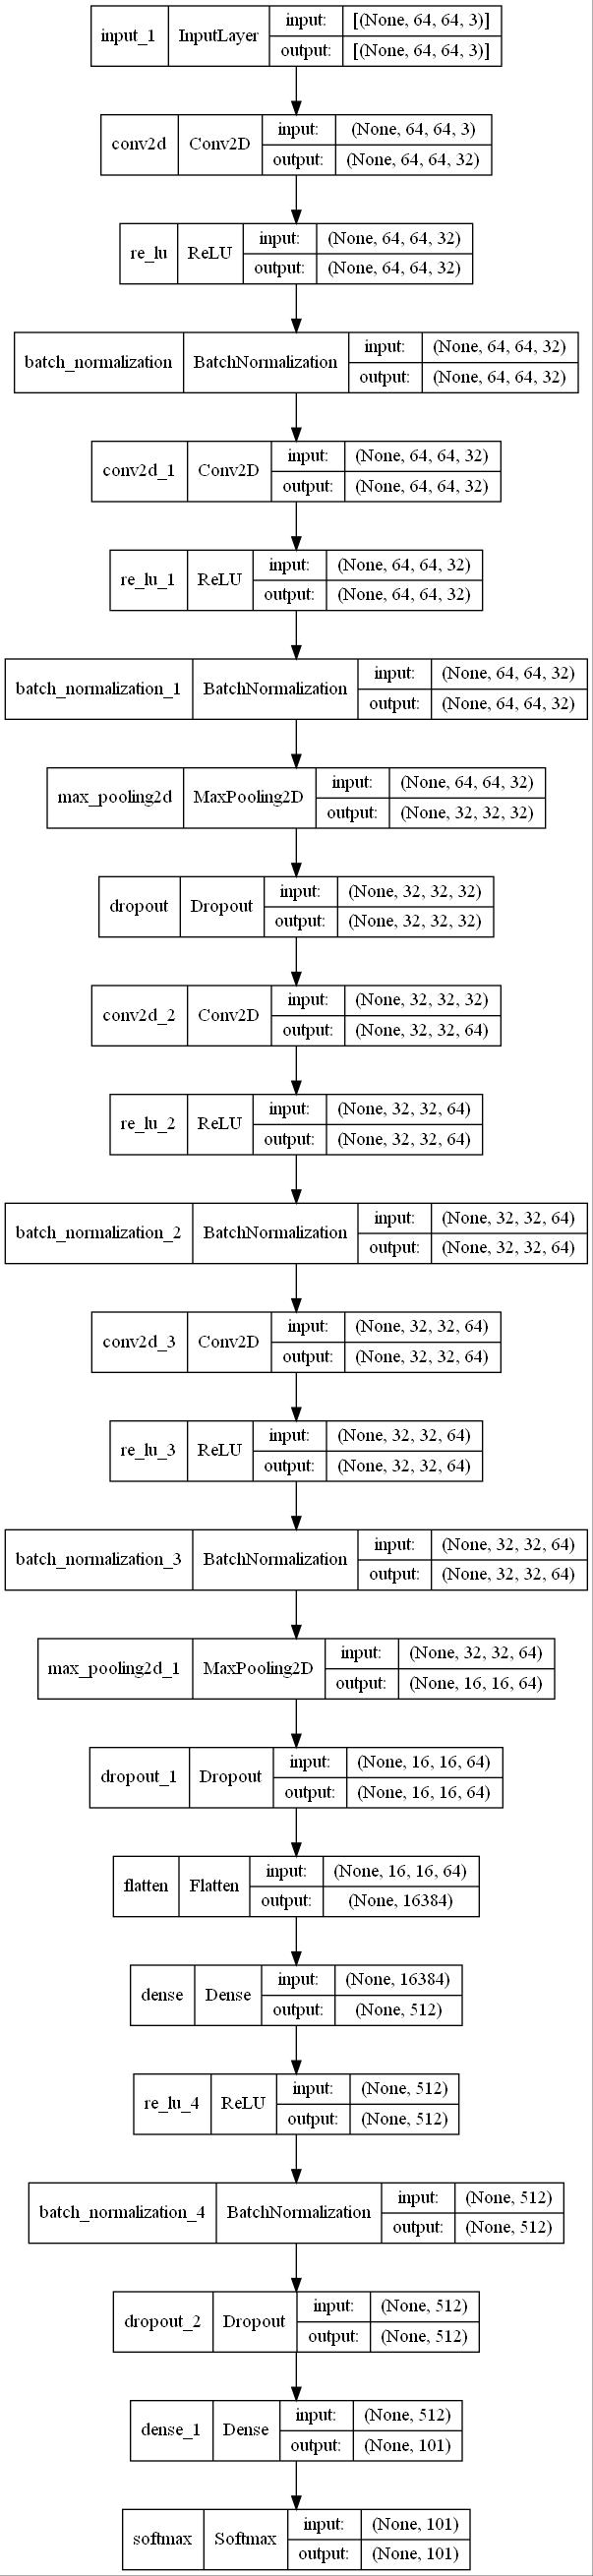 input_1 InputLayer input: [(None, 64, 64, 3)]
output: [(None, 64, 64, 3)]
conv2d Conv2D input: (None, 64, 64, 3)
output: (None, 64, 64, 32)
re_lu ReLU input: (None, 64, 64, 32)
output: (None, 64, 64, 32)
batch_normalization BatchNormalization input: (None, 64, 64, 32)
output: (None, 64, 64, 32)
conv2d_1 Conv2D input: (None, 64, 64, 32)
output: (None, 64, 64, 32)
re_lu_1 ReLU input: (None, 64, 64, 32)
output: (None, 64, 64, 32)
batch_normalization_1 BatchNormalization input: (None, 64, 64, 32)
output: (None, 64, 64, 32)
max_pooling2d MaxPooling2D input: (None, 64, 64, 32)
output: (None, 32, 32, 32)
dropout Dropout input: (None, 32, 32, 32)
output: (None, 32, 32, 32)
conv2d_2 Conv2D input: (None, 32, 32, 32)
output: (None, 32, 32, 64)
re_lu_2 ReLU input: (None, 32, 32, 64)
output: (None, 32, 32, 64)
batch_normalization_2 BatchNormalization input: (None, 32, 32, 64)
output: (None, 32, 32, 64)
conv2d_3 Conv2D input: (None, 32, 32, 64)
output: (None, 32, 32, 64)
re_lu_3 ReLU input: (None, 32, 32, 64)
output: (None, 32, 32, 64)
batch_normalization_3 BatchNormalization input: (None, 32, 32, 64)
output: (None, 32, 32, 64)
max_pooling2d_1 MaxPooling2D input: (None, 32, 32, 64)
output: (None, 16, 16, 64)
dropout_1 Dropout input: (None, 16, 16, 64)
output: (None, 16, 16, 64)
flatten Flatten input: (None, 16, 16, 64)
output: (None, 16384)
dense Dense input: (None, 16384)
output: (None, 512)
re_lu_4 ReLU input: (None, 512)
output: (None, 512)
batch_normalization_4 BatchNormalization input: (None, 512)
output: (None, 512)
dropout_2 Dropout input: (None, 512)
output: (None, 512)
dense_1 Dense input: (None, 512)
output: (None, 101)
softmax Softmax input: (None, 101)
output: (None, 101)